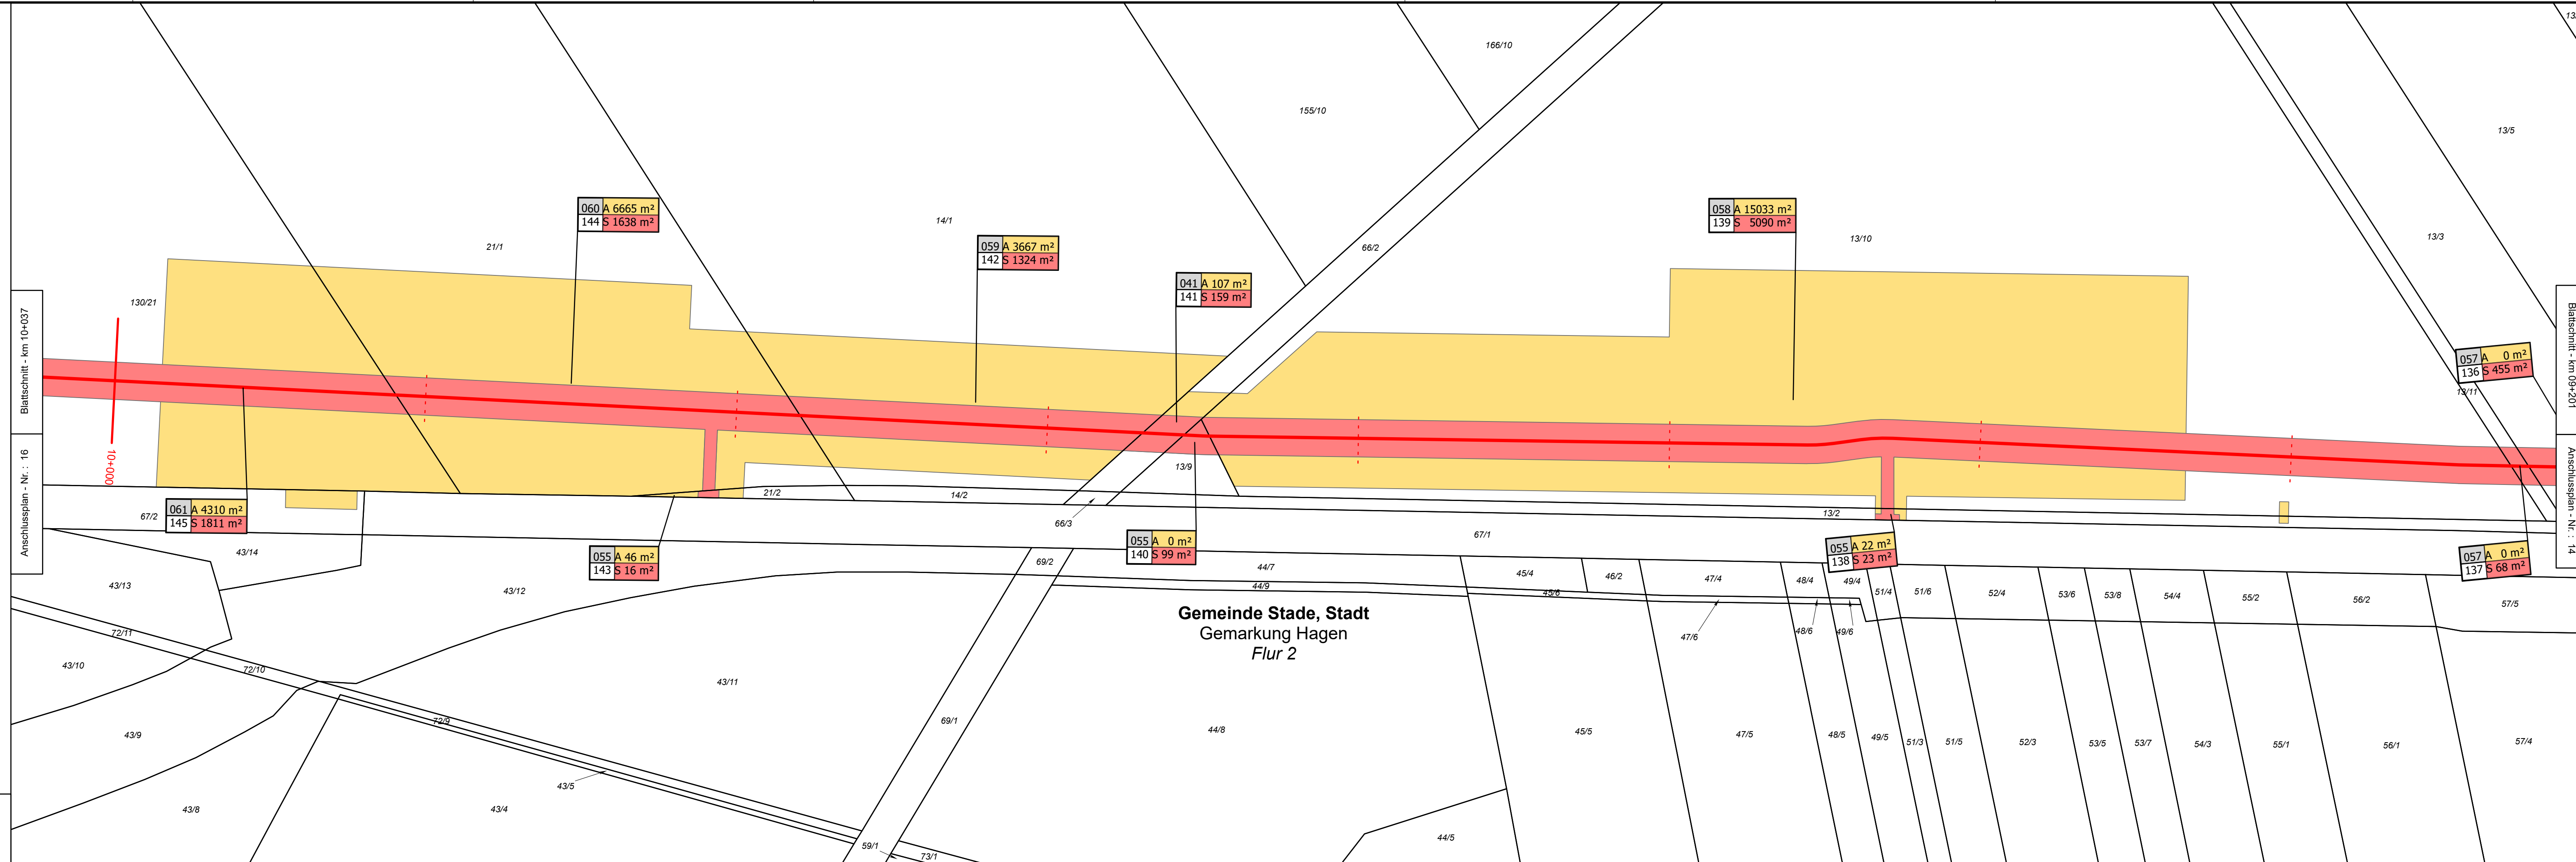 166/10
155/10
13/5
060 A 6665 m²
144 S 1638 m²
14/1
058 A 15033 m²
139 S 5090 m²
21/1
059 A 3667 m²
142 S 1324 m²
66/2
13/10
13/3
041 A 107 m²
141 S 159 m²
130/21
Blattschnitt - km 10+037
Anschlussplan - Nr. : 16
10+000
Blattschnitt - km 09+201
Anschlussplan - Nr. : 14
057 A 0 m²
136 S 455 m²
13/11
13/9
21/2
14/2
66/3
13/2
67/2
061 A 4310 m²
145 S 1811 m²
67/1
055 A 46 m²
143 S 16 m²
055 A 0 m²
140 S 99 m²
055 A 22 m²
138 S 23 m²
057 A 0 m²
137 S 68 m²
43/14
43/13
43/12
69/2
44/7
44/9
45/4
45/6
46/2
47/4
48/4
49/4
51/4
51/6
52/4
53/6
53/8
54/4
55/2
56/2
57/5
Gemeinde Stade, Stadt
Gemarkung Hagen
Flur 2
47/6
48/6
49/6
72/11
43/10
72/10
43/11
72/9
69/1
43/9
44/8
45/5
47/5
48/5
49/5
51/3
51/5
52/3
53/5
53/7
54/3
55/1
56/1
57/4
43/5
43/8
43/4
44/5
59/1
73/1